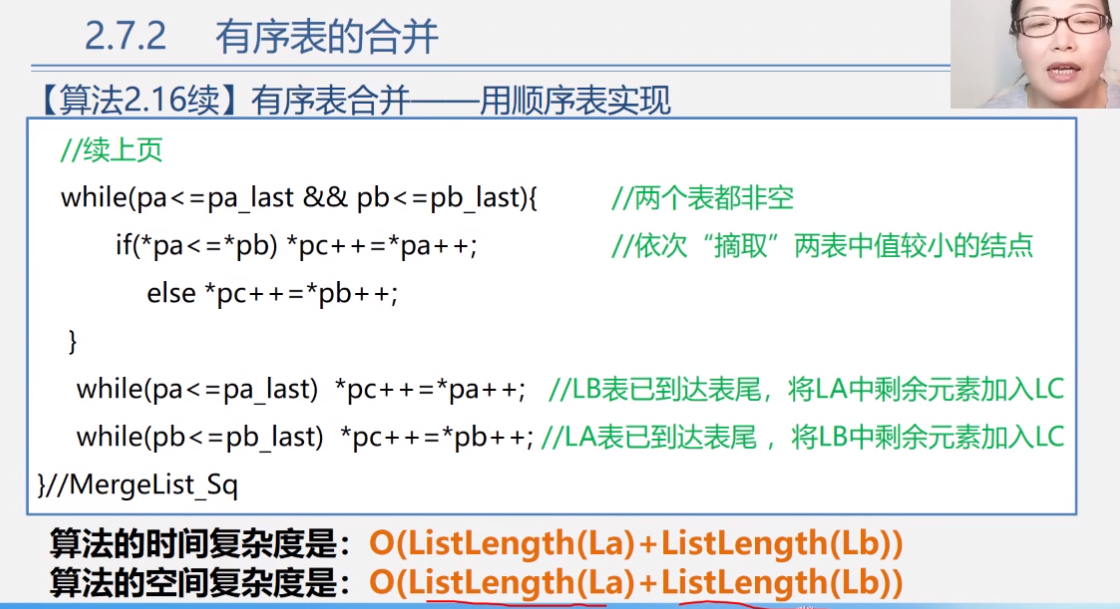 2.7.2 有序表的合并
【算法2.16续】有序表合并——用顺序表实现
//续上页
while(pa<=pa_last && pb<=pb_last){ //两个表都非空
if(*pa<=*pb) *pc++=*pa++; //依次“摘取”两表中值较小的结点
else *pc++=*pb++;
}
while(pa<=pa_last) *pc++=*pa++; //LB表已到达表尾，将LA中剩余元素加入LC
while(pb<=pb_last) *pc++=*pb++; //LA表已到达表尾 ，将LB中剩余元素加入LC
}//MergeList_Sq
算法的时间复杂度是：O(ListLength(La)+ListLength(Lb))
算法的空间复杂度是：O(ListLength(La)+ListLength(Lb))